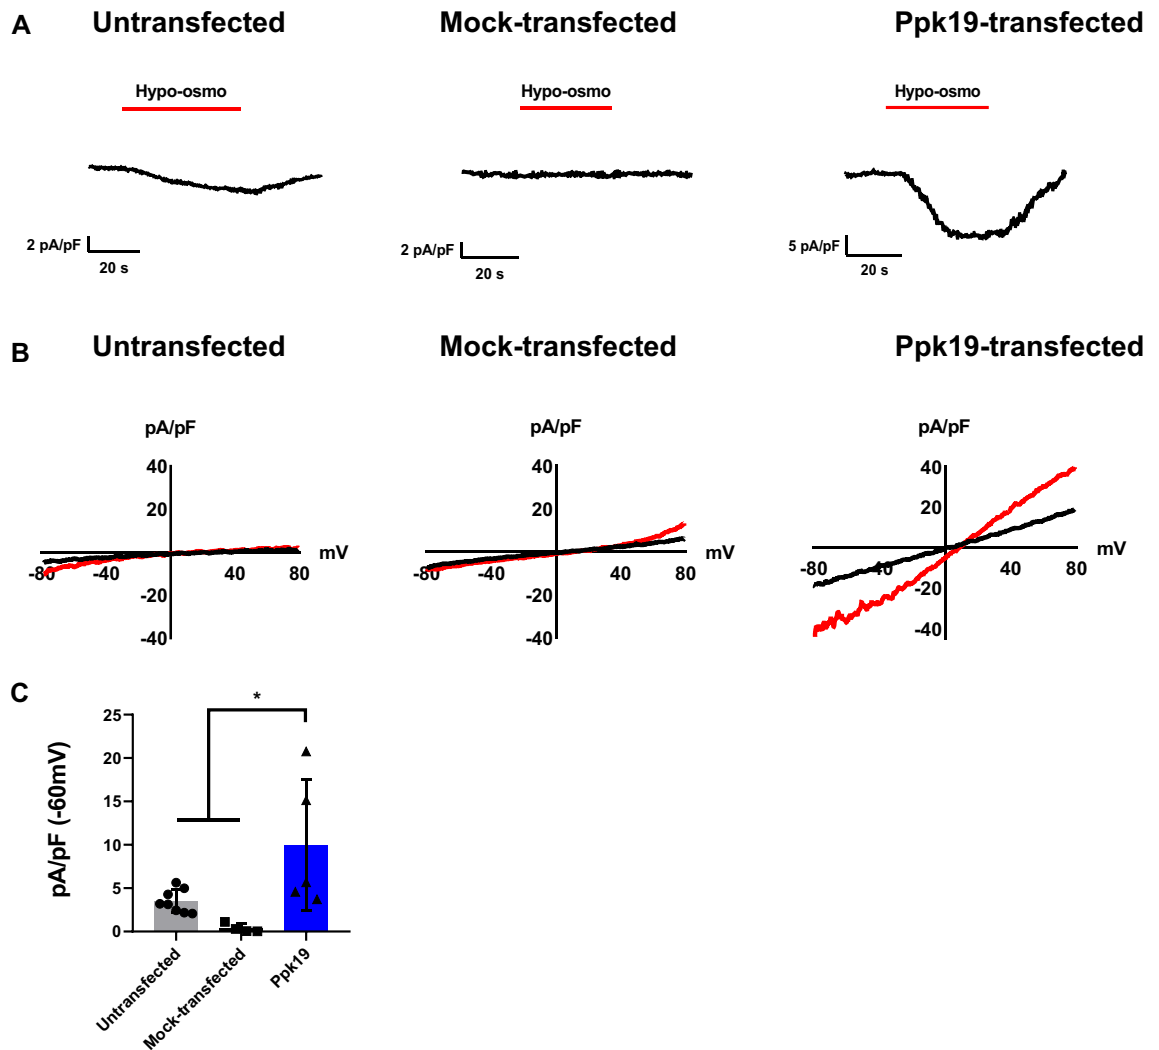 A Untransfected Mock-transfected Ppk19-transfected
Hypo-osmo Hypo-osmo Hypo-osmo
2 pA/pF 2 pA/pF 5 pA/pF
20 s 20 s 20 s
B Untransfected Mock-transfected Ppk19-transfected
pA/pF pA/pF pA/pF
40 40 40
20 20 20
mV mV mV
-80 40 80 -80 40 80 -80 -40 40 80
-20 -20 -20
-40 -40 -40
C
*
25
20
15
10
5
0
pA/pF (-60mV)
Untransfected
Mock-transfected
Ppk19